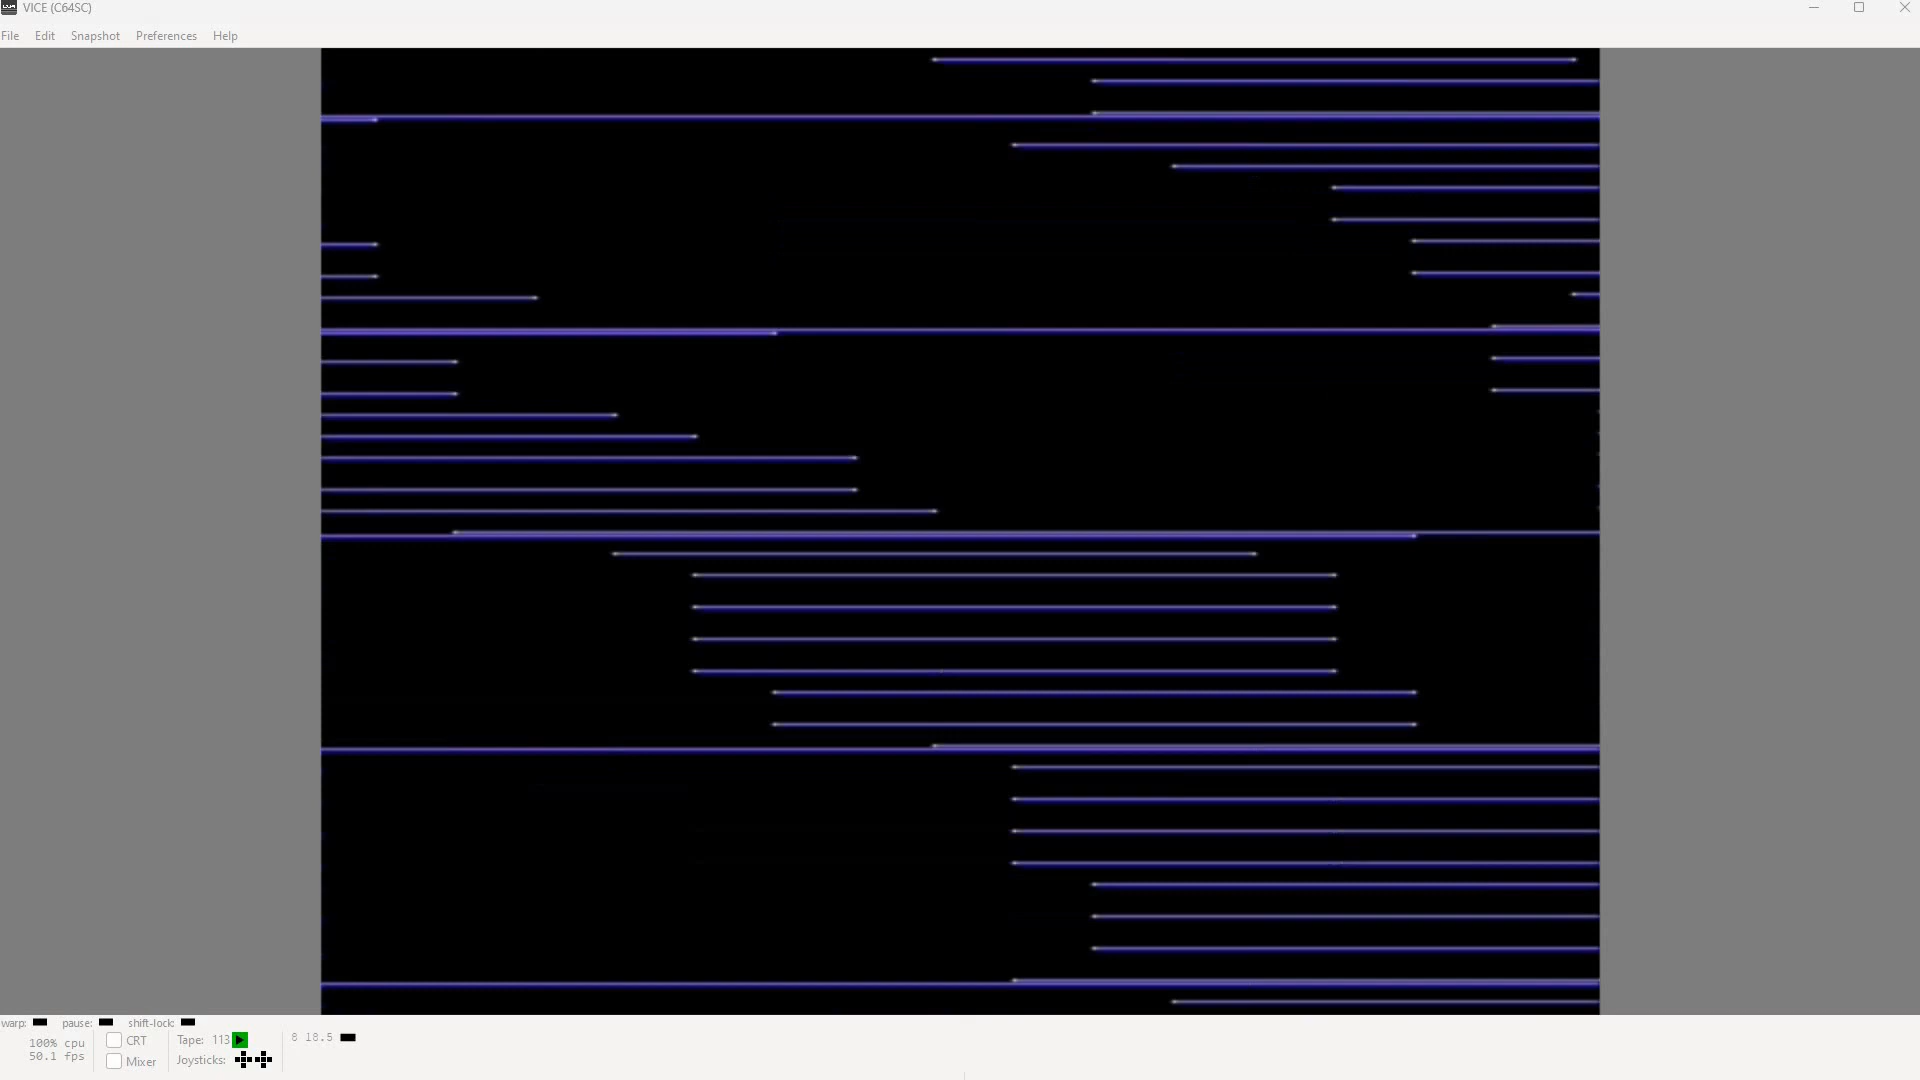 VICE (C64SC)
File Edit Snapshot Preferences Help
warp: pause: shift-lock:
100% cpu
50.1 fps
CRT
Mixer
Tape: 113
Joysticks:
8 18.5